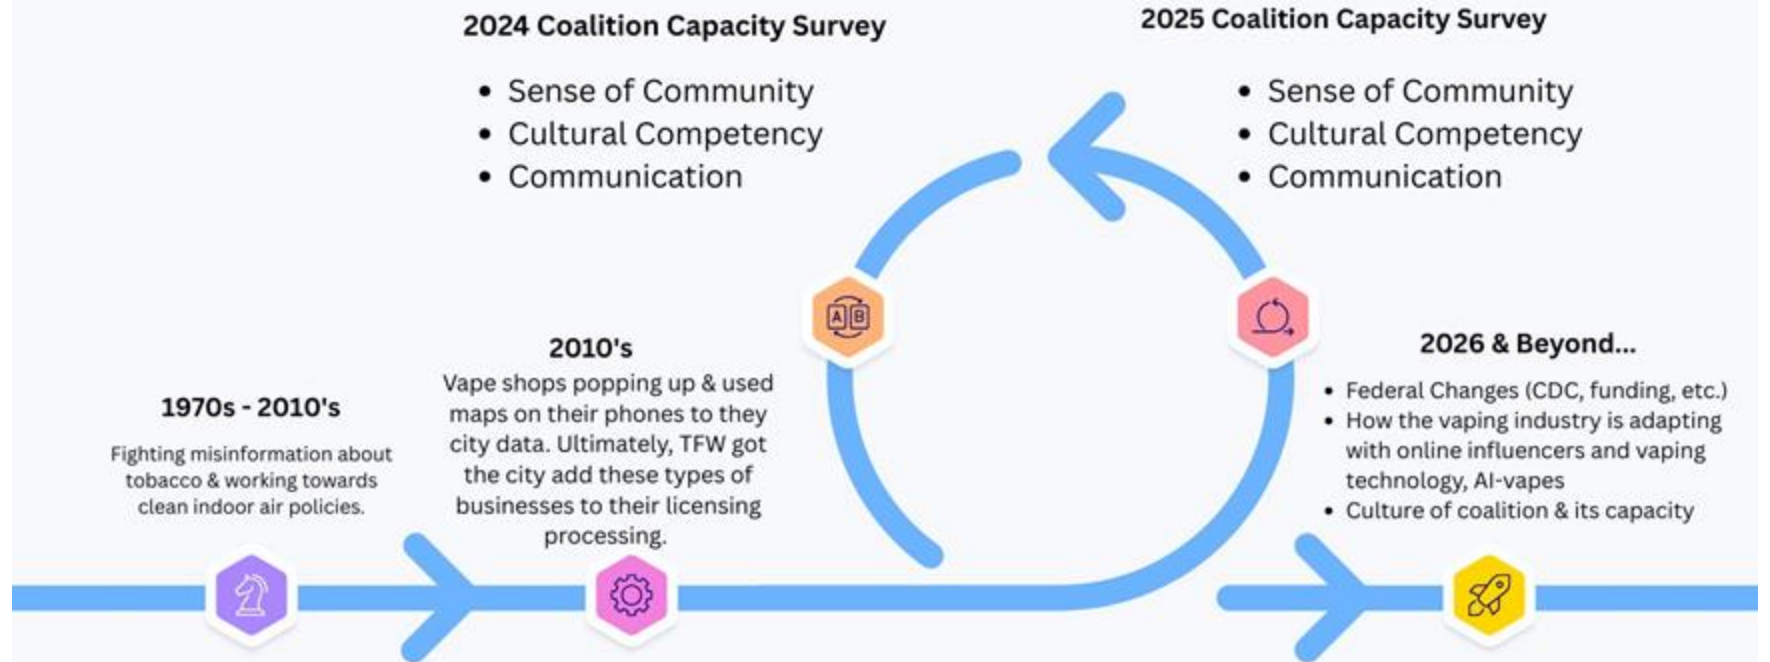 2024 Coalition Capacity Survey
• Sense of Community
• Cultural Competency
• Communication
2025 Coalition Capacity Survey
• Sense of Community
• Cultural Competency
• Communication
1970s - 2010's
Fighting misinformation about
tobacco & working towards
clean indoor air policies.
2010's
Vape shops popping up & used
maps on their phones to they
city data. Ultimately, TFW got
the city add these types of
businesses to their licensing
processing.
A B
2026 & Beyond...
• Federal Changes (CDC, funding, etc.)
• How the vaping industry is adapting
with online influencers and vaping
technology, AI-vapes
• Culture of coalition & its capacity